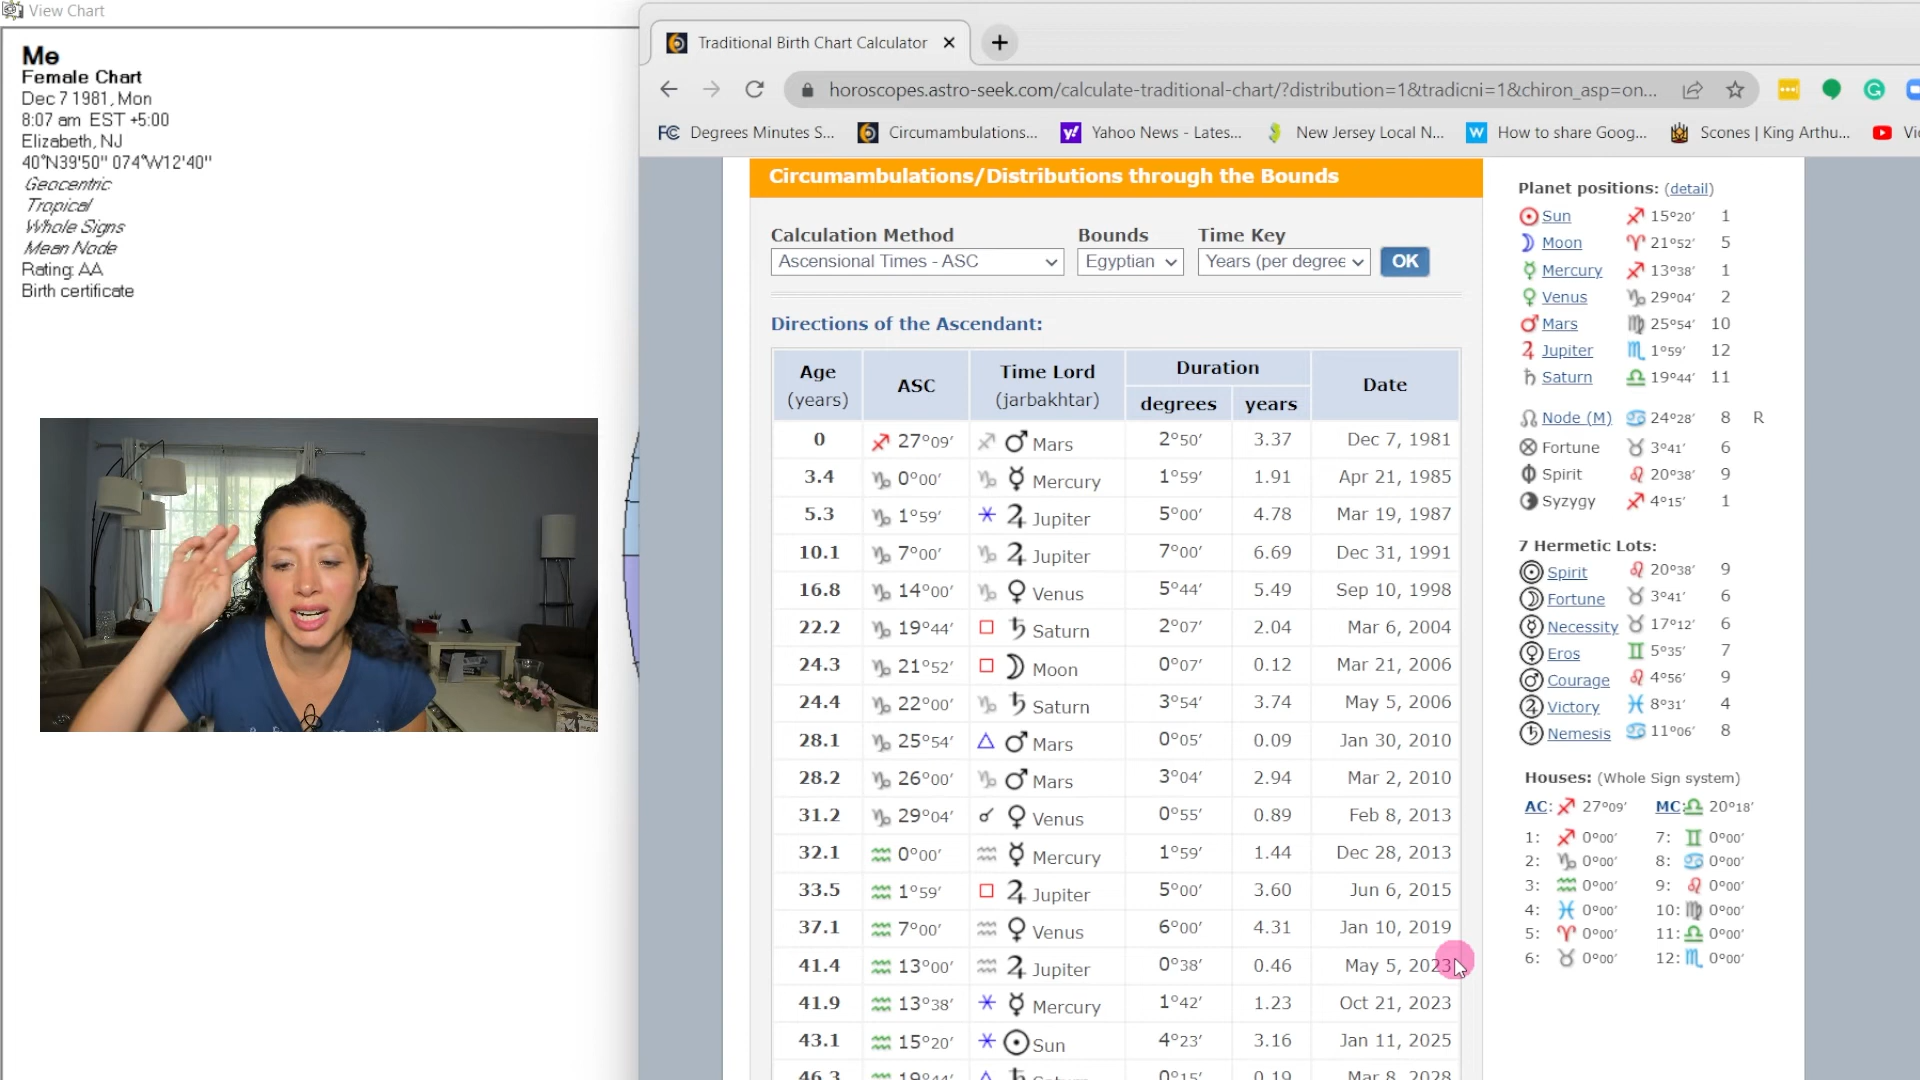 View Chart
Me
Female Chart
Dec 7 1981, Mon
8:07 am EST +5:00
Elizabeth, NJ
40°N39'50" 074°W12'40"
Geocentric
Tropical
Whole Signs
Mean Node
Rating: AA
Birth certificate
Traditional Birth Chart Calculator
horoscopes.astro-seek.com/calculate-traditional-chart/?distribution=1&tradicni=1&chiron_asp=on...
Degrees Minutes S... Circumambulations... Yahoo News - Lates... New Jersey Local N... How to share Goog... Scones | King Arthu...
Circumambulations/Distributions through the Bounds
Calculation Method Bounds Time Key
Ascensional Times - ASC Egyptian Years (per degree OK
Directions of the Ascendant:
Age (years) ASC Time Lord (jarbakhtar) Duration degrees years Date
0 ♐ 27°09' ♐ ♂ Mars 2°50' 3.37 Dec 7, 1981
3.4 ♑ 0°00' ♑ ☿ Mercury 1°59' 1.91 Apr 21, 1985
5.3 ♑ 1°59' ⚹ ♃ Jupiter 5°00' 4.78 Mar 19, 1987
10.1 ♑ 7°00' ♑ ♃ Jupiter 7°00' 6.69 Dec 31, 1991
16.8 ♑ 14°00' ♑ ♀ Venus 5°44' 5.49 Sep 10, 1998
22.2 ♑ 19°44' □ ♄ Saturn 2°07' 2.04 Mar 6, 2004
24.3 ♑ 21°52' □ ☽ Moon 0°07' 0.12 Mar 21, 2006
24.4 ♑ 22°00' ♑ ♄ Saturn 3°54' 3.74 May 5, 2006
28.1 ♑ 25°54' △ ♂ Mars 0°05' 0.09 Jan 30, 2010
28.2 ♑ 26°00' ♑ ♂ Mars 3°04' 2.94 Mar 2, 2010
31.2 ♑ 29°04' ☌ ♀ Venus 0°55' 0.89 Feb 8, 2013
32.1 ♒ 0°00' ♒ ☿ Mercury 1°59' 1.44 Dec 28, 2013
33.5 ♒ 1°59' □ ♃ Jupiter 5°00' 3.60 Jun 6, 2015
37.1 ♒ 7°00' ♒ ♀ Venus 6°00' 4.31 Jan 10, 2019
41.4 ♒ 13°00' ♒ ♃ Jupiter 0°38' 0.46 May 5, 2023
41.9 ♒ 13°38' ⚹ ☿ Mercury 1°42' 1.23 Oct 21, 2023
43.1 ♒ 15°20' ⚹ ☉ Sun 4°23' 3.16 Jan 11, 2025
46.3 ♒ 19°44' △ ♄ Saturn 0°15' 0.19 Mar 8, 2028
Planet positions: (detail)
Sun ♐ 15°20' 1
Moon ♈ 21°52' 5
Mercury ♐ 13°38' 1
Venus ♑ 29°04' 2
Mars ♍ 25°54' 10
Jupiter ♏ 1°59' 12
Saturn ♎ 19°44' 11
Node (M) ♋ 24°28' 8 R
Fortune ♉ 3°41' 6
Spirit ♌ 20°38' 9
Syzygy ♐ 4°15' 1
7 Hermetic Lots:
Spirit ♌ 20°38' 9
Fortune ♉ 3°41' 6
Necessity ♉ 17°12' 6
Eros ♊ 5°35' 7
Courage ♌ 4°56' 9
Victory ♓ 8°31' 4
Nemesis ♋ 11°06' 8
Houses: (Whole Sign system)
AC: ♐ 27°09' MC: ♎ 20°18'
1: ♐ 0°00' 7: ♊ 0°00'
2: ♑ 0°00' 8: ♋ 0°00'
3: ♒ 0°00' 9: ♌ 0°00'
4: ♓ 0°00' 10: ♍ 0°00'
5: ♈ 0°00' 11: ♎ 0°00'
6: ♉ 0°00' 12: ♏ 0°00'